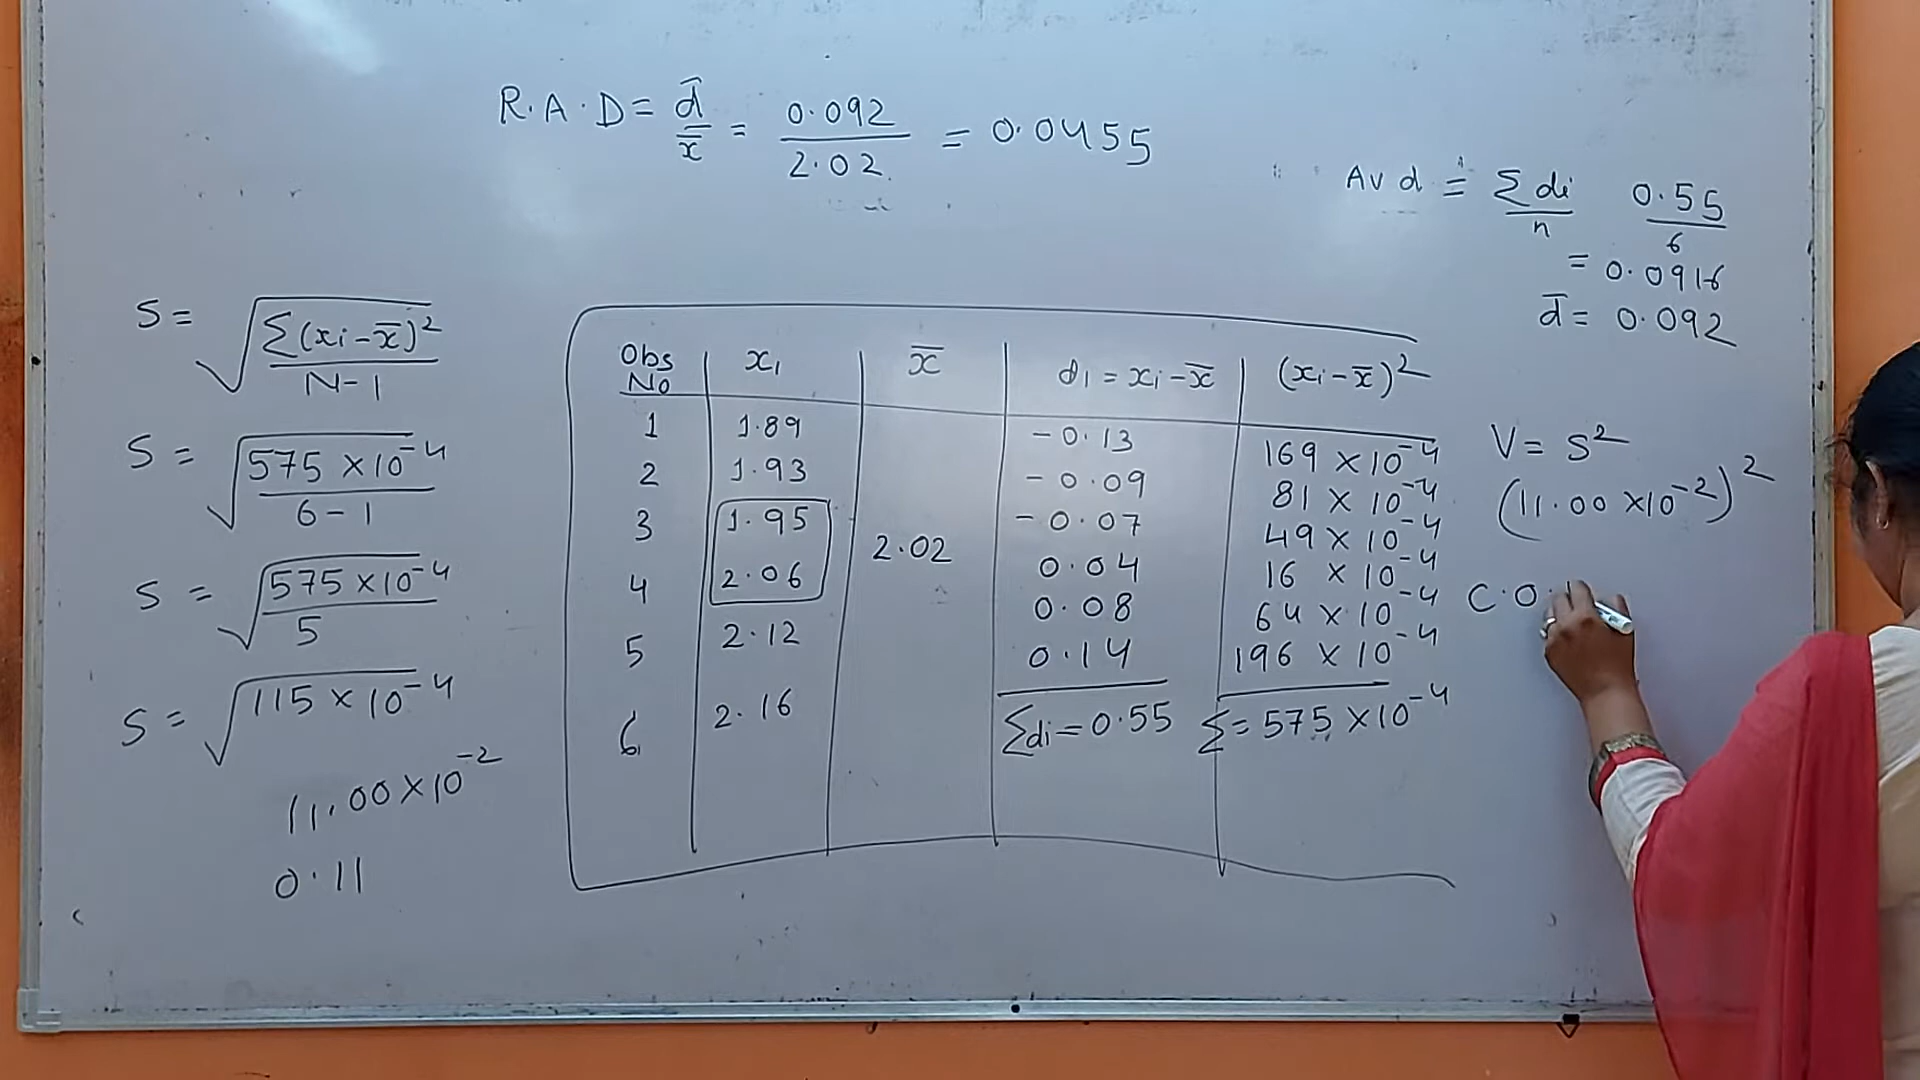 R.A.D = d̄/x̄ = 0.092/2.02 = 0.0455
Av d = Σdi/n 0.55/6
= 0.0916
d̄ = 0.092
S = √(Σ(xi-x̄)²/N-1)
S = √(575 × 10⁻⁴/6-1)
S = √(575 × 10⁻⁴/5)
S = √(115 × 10⁻⁴)
11.00 × 10⁻²
0.11
Obs No | x₁ | x̄ | d₁ = xi-x̄ | (xi-x̄)²
1 | 1.89 | | -0.13 | 169 × 10⁻⁴
2 | 1.93 | | -0.09 | 81 × 10⁻⁴
3 | 1.95 | | -0.07 | 49 × 10⁻⁴
4 | 2.06 | 2.02 | 0.04 | 16 × 10⁻⁴
5 | 2.12 | | 0.08 | 64 × 10⁻⁴
6 | 2.16 | | 0.14 | 196 × 10⁻⁴
Σdi = 0.55 Σ = 575 × 10⁻⁴
V = S²
(11.00 × 10⁻²)²
C.O.